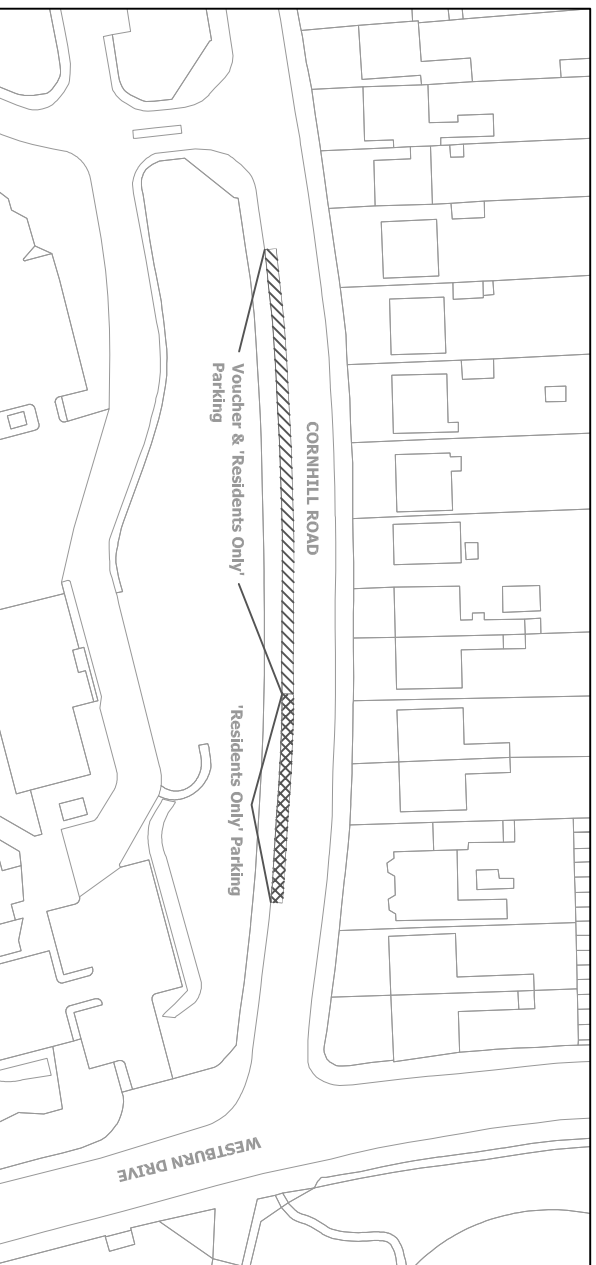 CORNHILL ROAD
Voucher & 'Residents Only'
Parking
'Residents Only' Parking
WESTBURN DRIVE